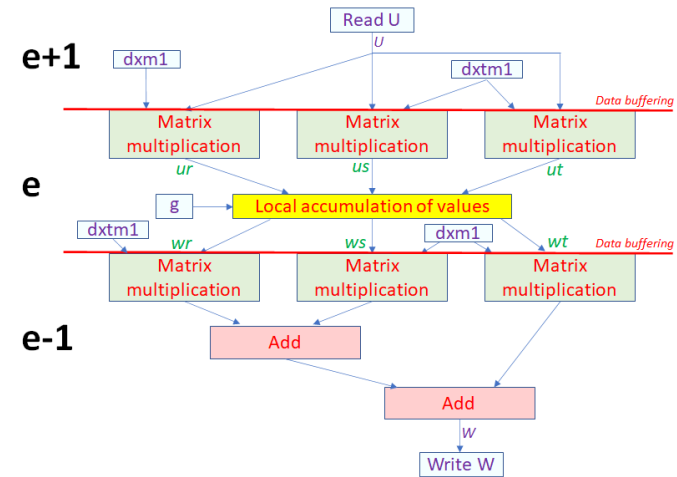 Read U
U
e+1
dxm1
dxtm1
Data buffering
Matrix
multiplication
Matrix
multiplication
Matrix
multiplication
ur
us
ut
e
g
Local accumulation of values
dxtm1
wr
ws
dxm1
wt
Data buffering
Matrix
multiplication
Matrix
multiplication
Matrix
multiplication
e-1
Add
Add
w
Write W